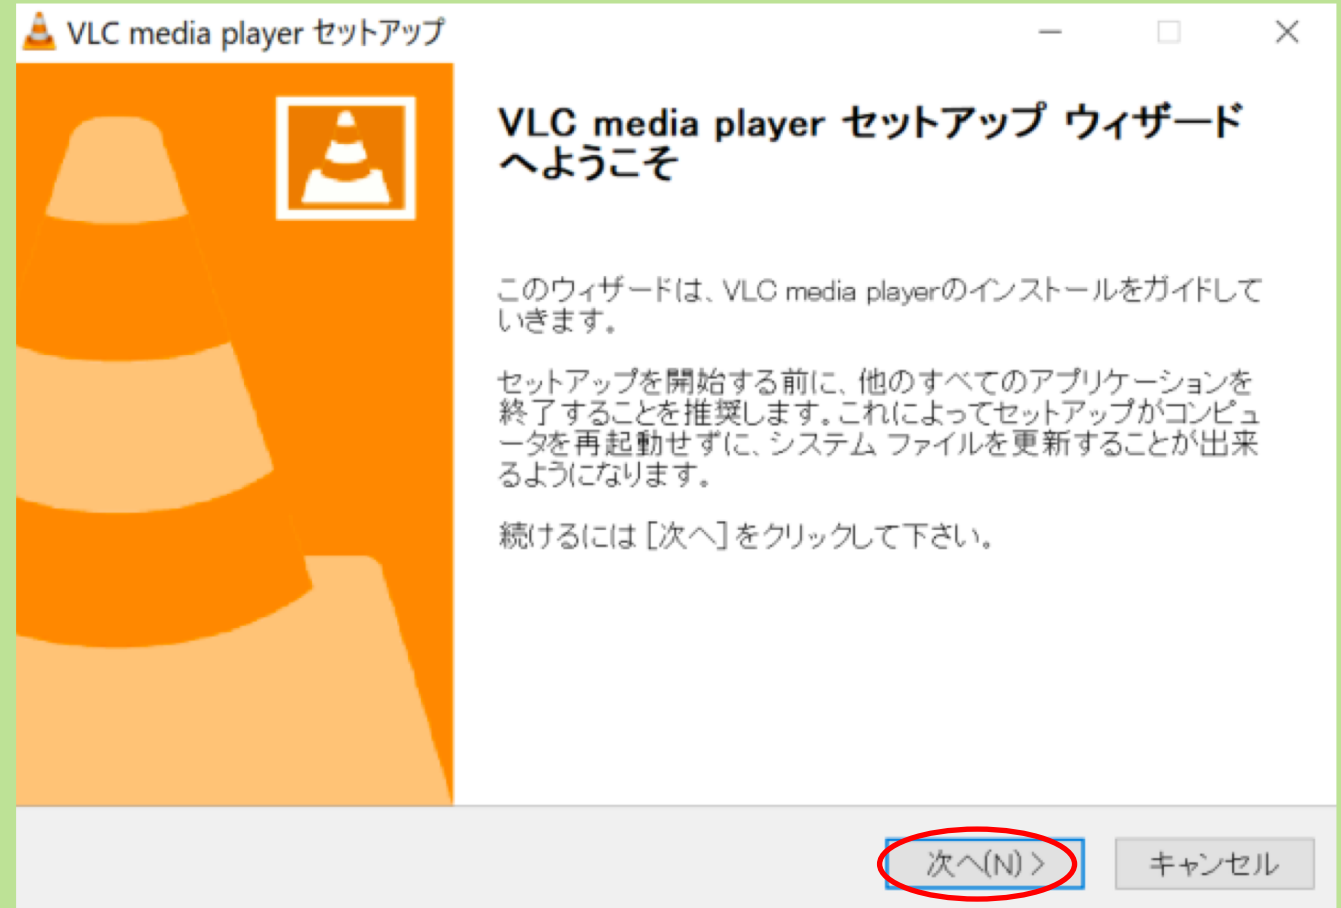 VLC media player セットアップ
VLC media player セットアップ ウィザード
へようこそ
このウィザードは、VLC media playerのインストールをガイドして
いきます。
セットアップを開始する前に、他のすべてのアプリケーションを
終了することを推奨します。これによってセットアップがコンピュ
ータを再起動せずに、システム ファイルを更新することが出来
るようになります。
続けるには [次へ] をクリックして下さい。
次へ(N) >
キャンセル